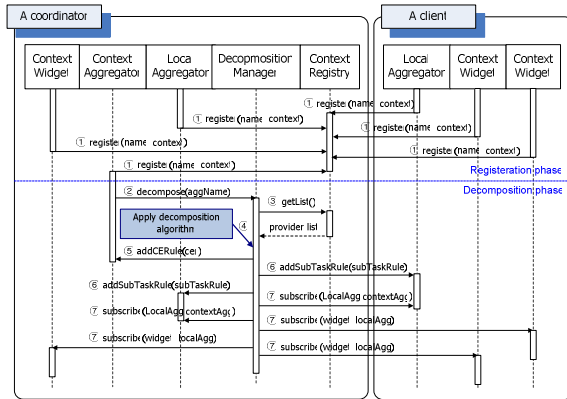 A coordinator
A client
Context Widget
Context Aggregator
Loca Aggregator
Decopmosition Manager
Context Registry
Local Aggregator
Context Widget
Context Widget
① registe(name context)
① registe(name context)
① registe(name context)
① registe(name context)
① registe(name context)
① registe(name context)
Registeration phase
Decomposition phase
② decompose(aggName)
③ getList()
Apply decomposition algorithm
④
provider list
⑤ addCERule(cer)
⑥ addSubTaskRule(subTaskRule)
⑥ addSubTaskRule(subTaskRule)
⑦ subscribe(LocalAgg contextAgg)
⑦ subscribe(LocalAgg contextAgg)
⑦ subscribe(widget localAgg)
⑦ subscribe(widget localAgg)
⑦ subscribe(widget localAgg)